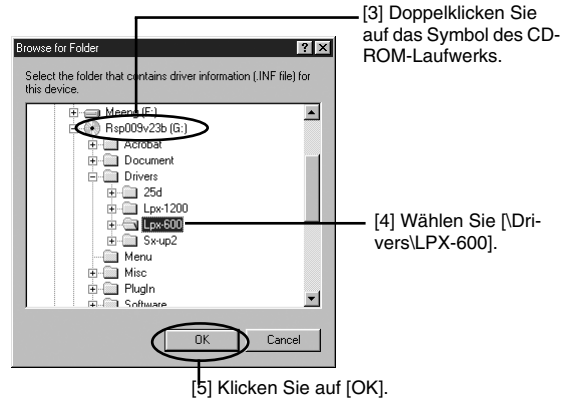 [3] Doppelklicken Sie
auf das Symbol des CD-
ROM-Laufwerks.
Browse for Folder
Select the folder that contains driver information (.INF file) for
this device.
Meeng (F:)
Rsp009v23b (G:)
Acrobat
Document
Drivers
25d
Lpx-1200
Lpx-600
Sx-up2
Menu
Misc
PlugIn
Software
[4] Wählen Sie [\Dri-
vers\LPX-600].
OK
Cancel
[5] Klicken Sie auf [OK].